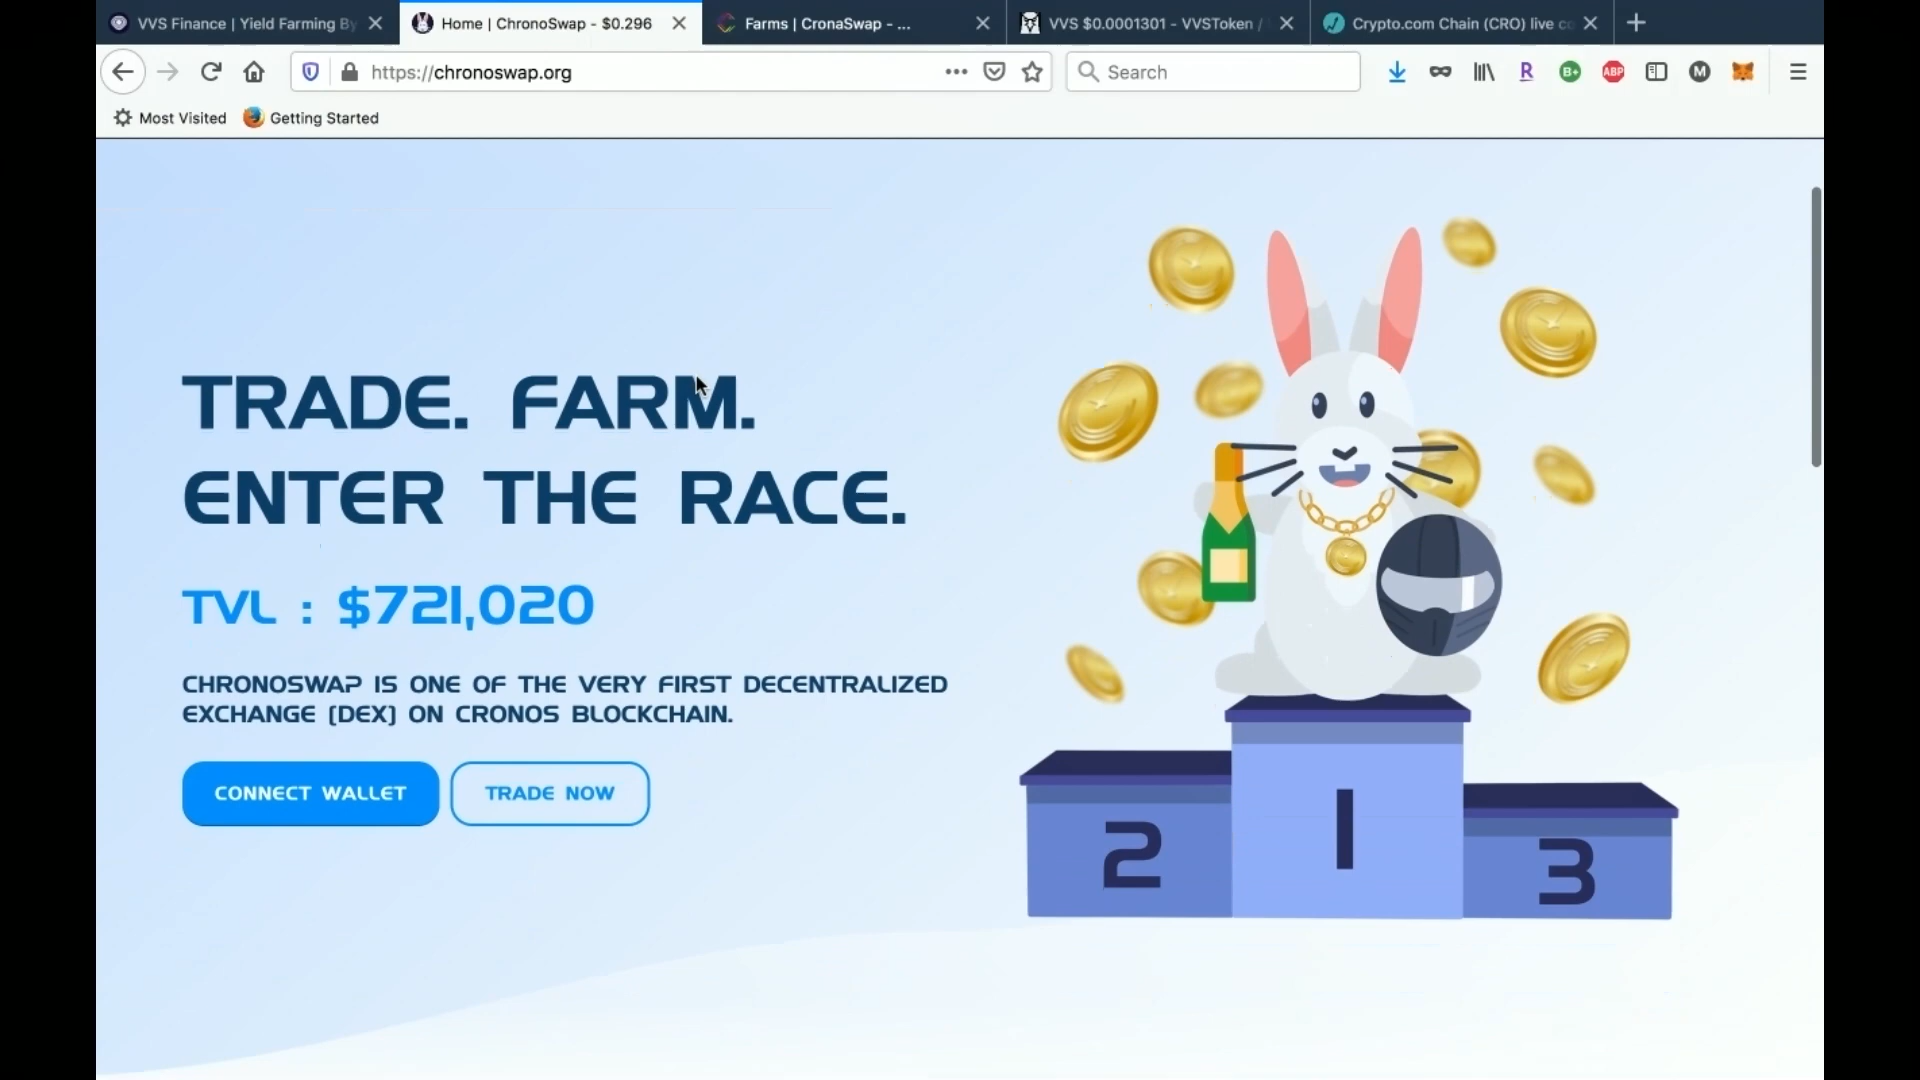 VVS Finance | Yield Farming By
Home | ChronoSwap - $0.296
Farms | CronaSwap - ...
VVS $0.0001301 - VVSToken /
Crypto.com Chain (CRO) live co
https://chronoswap.org
Search
R
B+
ABP
M
Most Visited
Getting Started
TRADE. FARM.
ENTER THE RACE.
TVL : $721,020
CHRONOSWAP IS ONE OF THE VERY FIRST DECENTRALIZED
EXCHANGE (DEX) ON CRONOS BLOCKCHAIN.
CONNECT WALLET
TRADE NOW
2
1
3